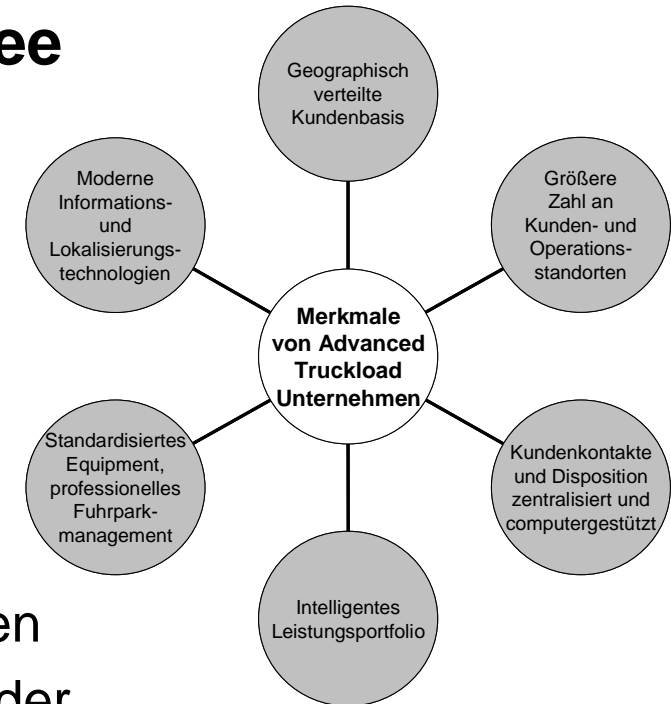 ee
Geographisch
verteilte
Kundenbasis
Moderne
Informations-
und
Lokalisierungs-
technologien
Größere
Zahl an
Kunden- und
Operations-
standorten
Merkmale
von Advanced
Truckload
Unternehmen
Standardisiertes
Equipment,
professionelles
Fuhrpark-
management
Kundenkontakte
und Disposition
zentralisiert und
computergestützt
Intelligentes
Leistungsportfolio
en
der